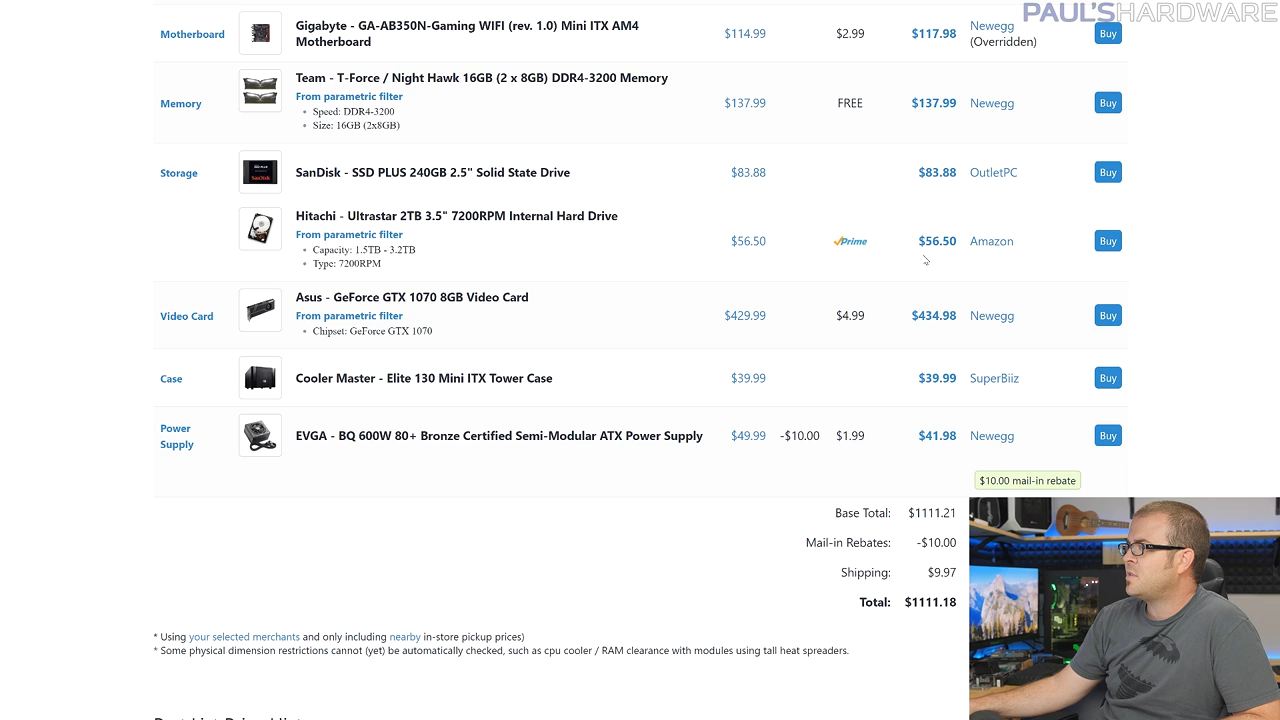 PAUL'SHARDWARE
Motherboard
Gigabyte - GA-AB350N-Gaming WIFI (rev. 1.0) Mini ITX AM4
Motherboard
$114.99
$2.99
$117.98
Newegg
(Overridden)
Buy
Memory
Team - T-Force / Night Hawk 16GB (2 x 8GB) DDR4-3200 Memory
From parametric filter
• Speed: DDR4-3200
• Size: 16GB (2x8GB)
$137.99
FREE
$137.99
Newegg
Buy
Storage
SanDisk - SSD PLUS 240GB 2.5" Solid State Drive
$83.88
$83.88
OutletPC
Buy
Hitachi - Ultrastar 2TB 3.5" 7200RPM Internal Hard Drive
From parametric filter
• Capacity: 1.5TB - 3.2TB
• Type: 7200RPM
$56.50
Prime
$56.50
Amazon
Buy
Video Card
Asus - GeForce GTX 1070 8GB Video Card
From parametric filter
• Chipset: GeForce GTX 1070
$429.99
$4.99
$434.98
Newegg
Buy
Case
Cooler Master - Elite 130 Mini ITX Tower Case
$39.99
$39.99
SuperBiiz
Buy
Power
Supply
EVGA - BQ 600W 80+ Bronze Certified Semi-Modular ATX Power Supply
$49.99
-$10.00
$1.99
$41.98
Newegg
Buy
$10.00 mail-in rebate
Base Total: $1111.21
Mail-in Rebates: -$10.00
Shipping: $9.97
Total: $1111.18
* Using your selected merchants and only including nearby in-store pickup prices)
* Some physical dimension restrictions cannot (yet) be automatically checked, such as cpu cooler / RAM clearance with modules using tall heat spreaders.